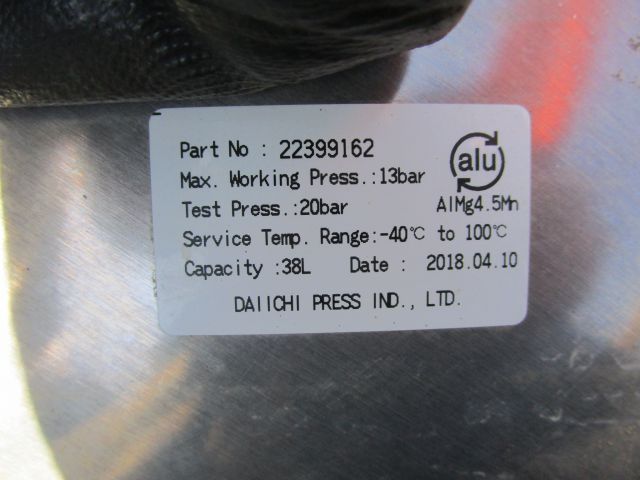 Part No : 22399162
Max. Working Press.:13bar
alu
Test Press.:20bar
AlMg4.5Mn
Service Temp. Range:-40℃ to 100℃
Capacity :38L Date : 2018.04.10
DAIICHI PRESS IND., LTD.